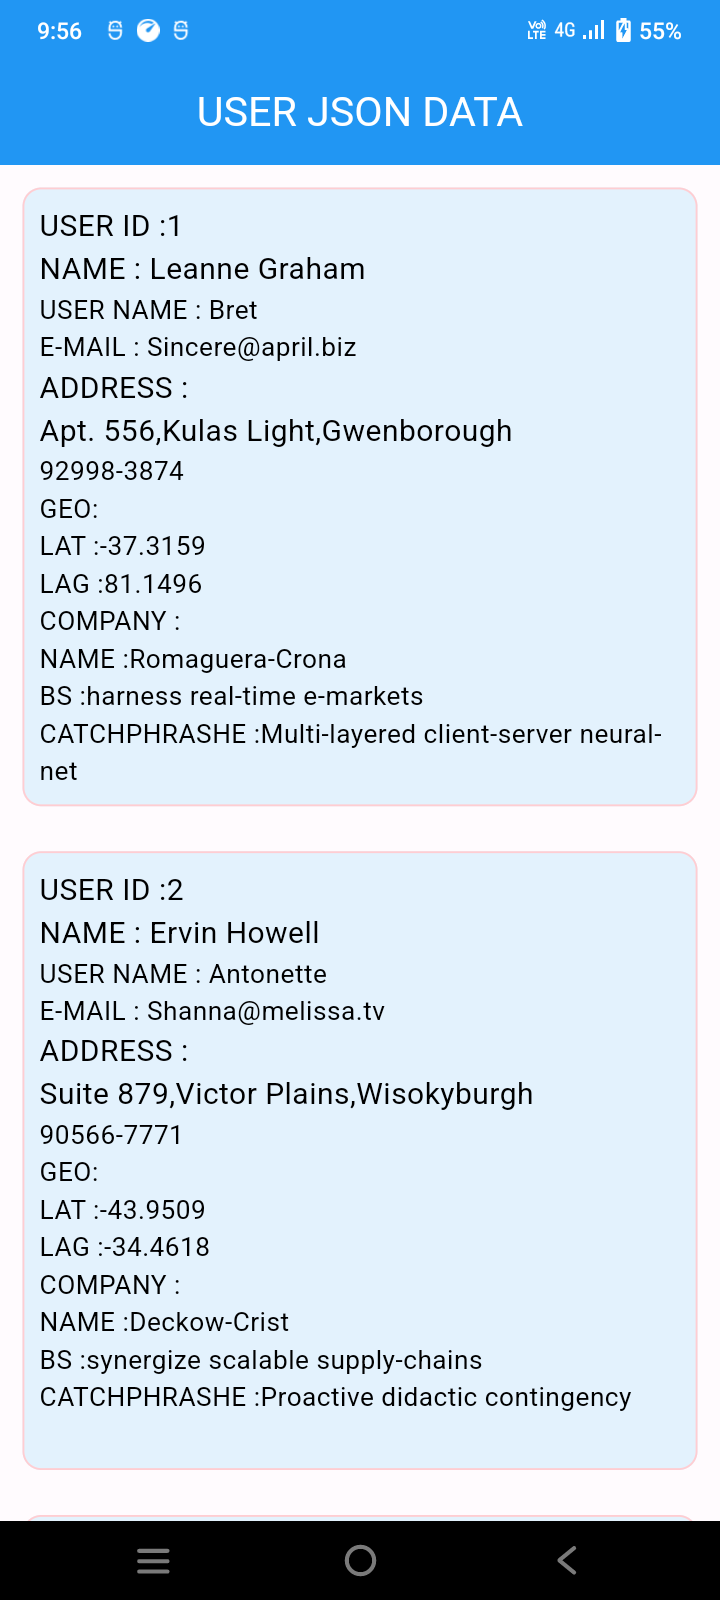 9:56 VoLTE 4G 55%
USER JSON DATA
USER ID :1
NAME : Leanne Graham
USER NAME : Bret
E-MAIL : Sincere@april.biz
ADDRESS :
Apt. 556,Kulas Light,Gwenborough
92998-3874
GEO:
LAT :-37.3159
LAG :81.1496
COMPANY :
NAME :Romaguera-Crona
BS :harness real-time e-markets
CATCHPHRASHE :Multi-layered client-server neural-
net
USER ID :2
NAME : Ervin Howell
USER NAME : Antonette
E-MAIL : Shanna@melissa.tv
ADDRESS :
Suite 879,Victor Plains,Wisokyburgh
90566-7771
GEO:
LAT :-43.9509
LAG :-34.4618
COMPANY :
NAME :Deckow-Crist
BS :synergize scalable supply-chains
CATCHPHRASHE :Proactive didactic contingency